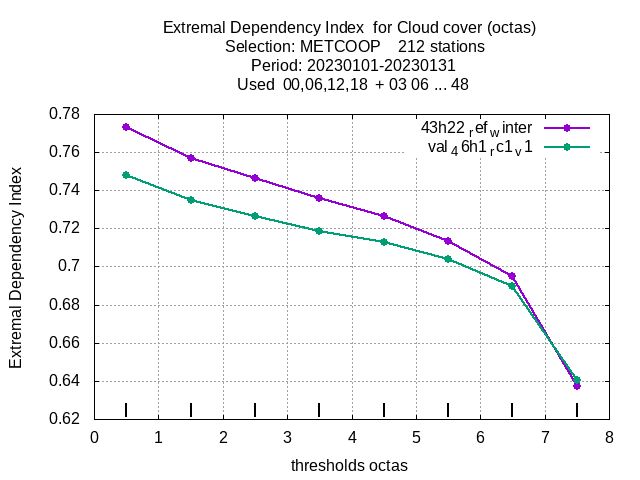 Extremal Dependency Index  for Cloud cover (octas)
Selection: METCOOP    212 stations
Period: 20230101-20230131
Used  00,06,12,18  + 03 06 ... 48
43h22_ref_winter
val_46h1_rc1_v1
Extremal Dependency Index
0.78
0.76
0.74
0.72
0.7
0.68
0.66
0.64
0.62
0 1 2 3 4 5 6 7 8
thresholds octas